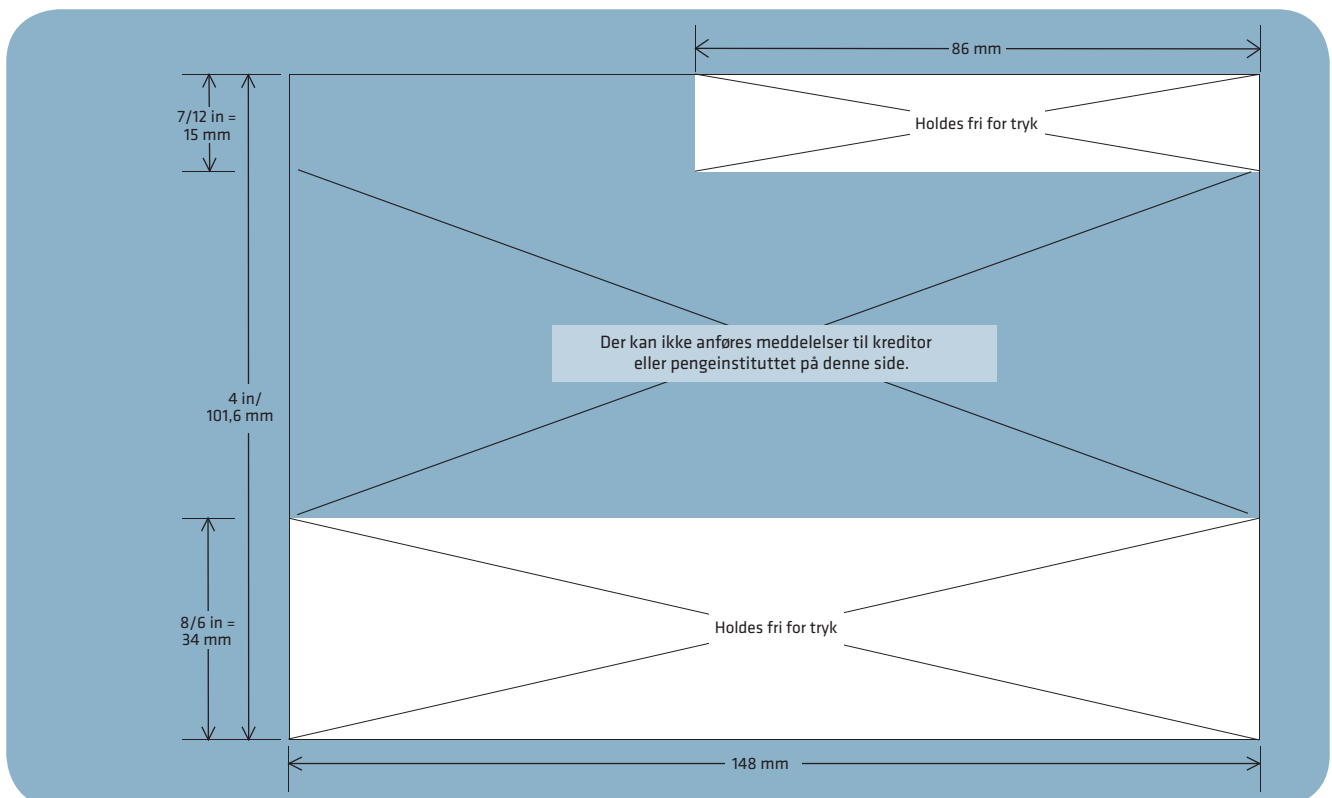 86 mm
7/12 in =
15 mm
Holdes fri for tryk
Der kan ikke anføres meddelelser til kreditor
eller pengeinstituttet på denne side.
4 in/
101,6 mm
8/6 in =
34 mm
Holdes fri for tryk
148 mm